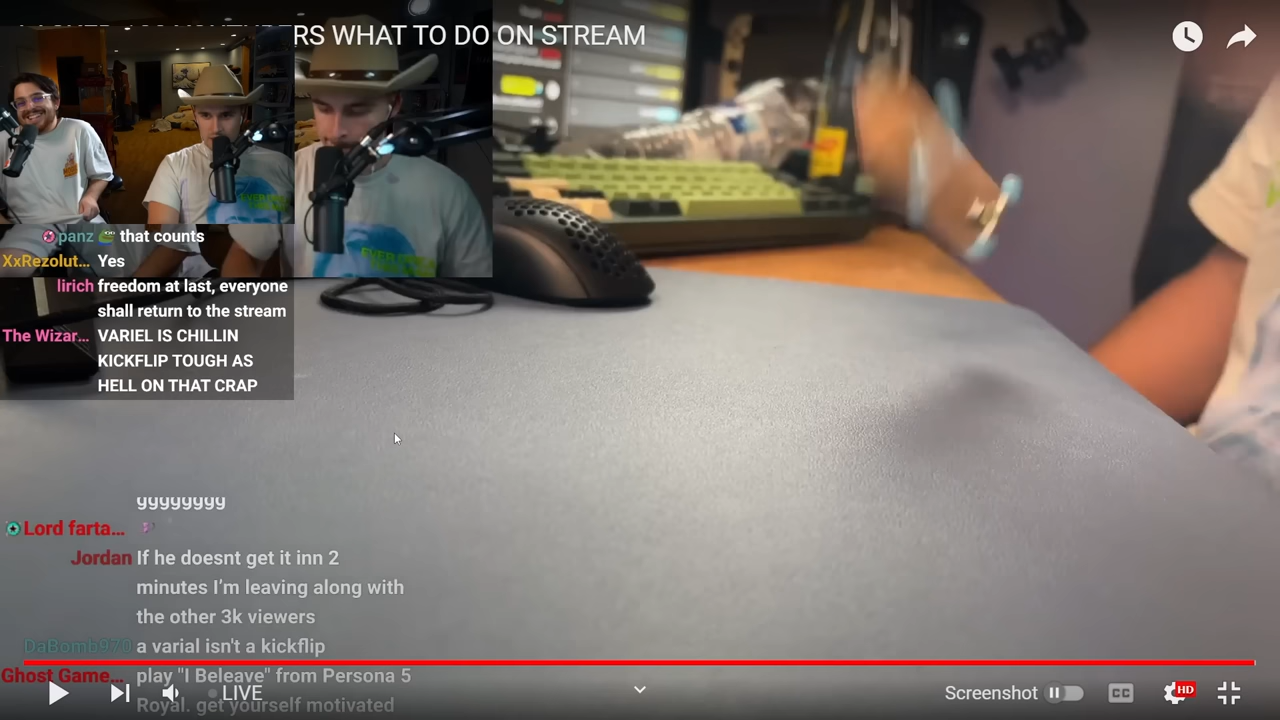 RS WHAT TO DO ON STREAM
panz that counts
XxRezolut... Yes
lirich freedom at last, everyone
shall return to the stream
The Wizar... VARIEL IS CHILLIN
KICKFLIP TOUGH AS
HELL ON THAT CRAP
gggggggg
Lord farta...
Jordan If he doesnt get it inn 2
minutes I'm leaving along with
the other 3k viewers
DaBomb970 a varial isn't a kickflip
Ghost Game... play "I Beleave" from Persona 5
Royal. get yourself motivated
LIVE
Screenshot
CC
HD